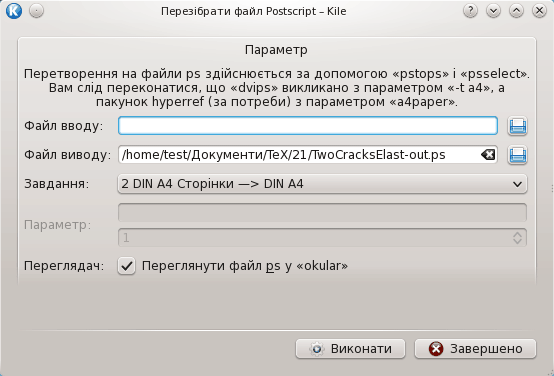 Перезібрати файл Postscript – Kile
Параметр
Перетворення на файли ps здійснюється за допомогою «pstops» і «psselect».
Вам слід переконатися, що «dvips» викликано з параметром «-t a4», а
пакунок hyperref (за потреби) з параметром «a4paper».
Файл вводу:
Файл виводу: /home/test/Документи/TeX/21/TwoCracksElast-out.ps
Завдання: 2 DIN A4 Сторінки —> DIN A4
Параметр:
1
Переглядач: Переглянути файл ps у «okular»
Виконати Завершено